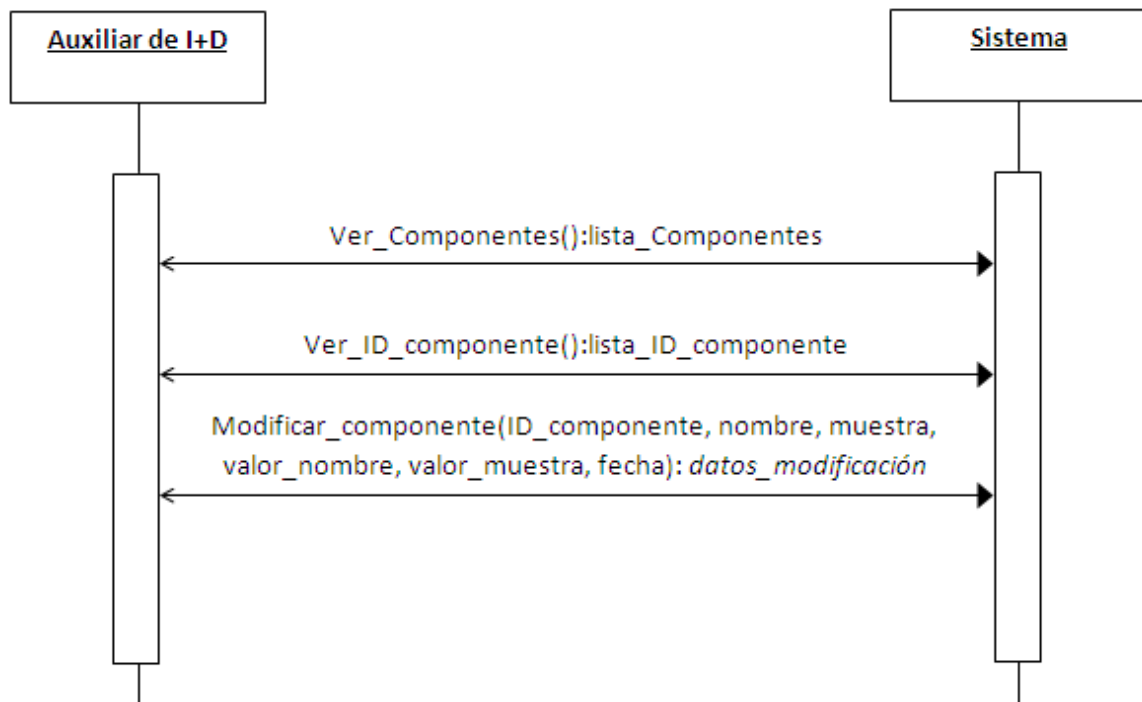 Auxiliar de I+D
Sistema
Ver_Componentes():lista_Componentes
Ver_ID_componente():lista_ID_componente
Modificar_componente(ID_componente, nombre, muestra,
valor_nombre, valor_muestra, fecha): datos_modificación